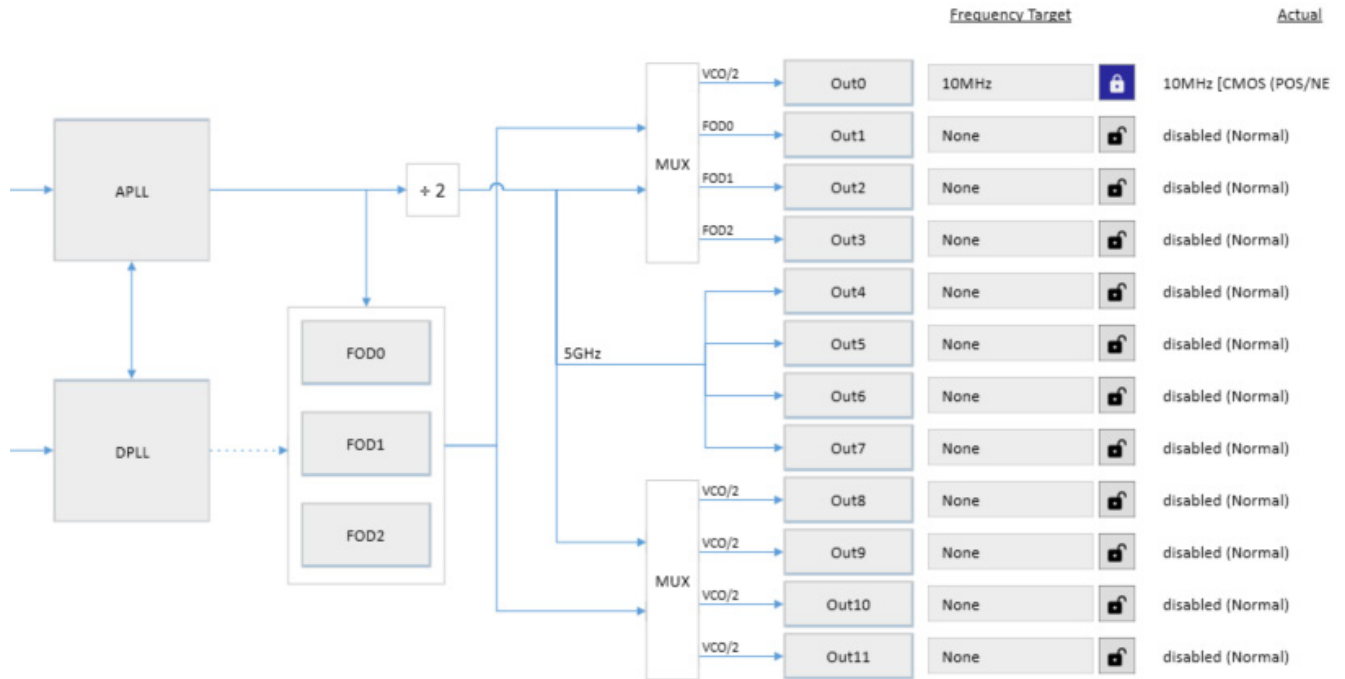 Frequency Target Actual
VCO/2 Out0 10MHz 10MHz [CMOS (POS/NE
FOD0 Out1 None disabled (Normal)
MUX
APLL ÷ 2 FOD1 Out2 None disabled (Normal)
FOD2 Out3 None disabled (Normal)
Out4 None disabled (Normal)
FOD0 5GHz Out5 None disabled (Normal)
Out6 None disabled (Normal)
DPLL FOD1 Out7 None disabled (Normal)
VCO/2 Out8 None disabled (Normal)
FOD2 VCO/2 Out9 None disabled (Normal)
MUX
VCO/2 Out10 None disabled (Normal)
VCO/2 Out11 None disabled (Normal)